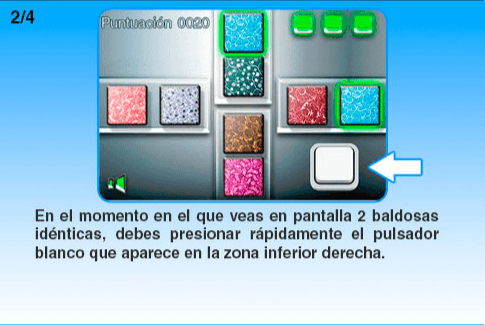 2/4
Puntuación 0020
En el momento en el que veas en pantalla 2 baldosas
idénticas, debes presionar rápidamente el pulsador
blanco que aparece en la zona inferior derecha.